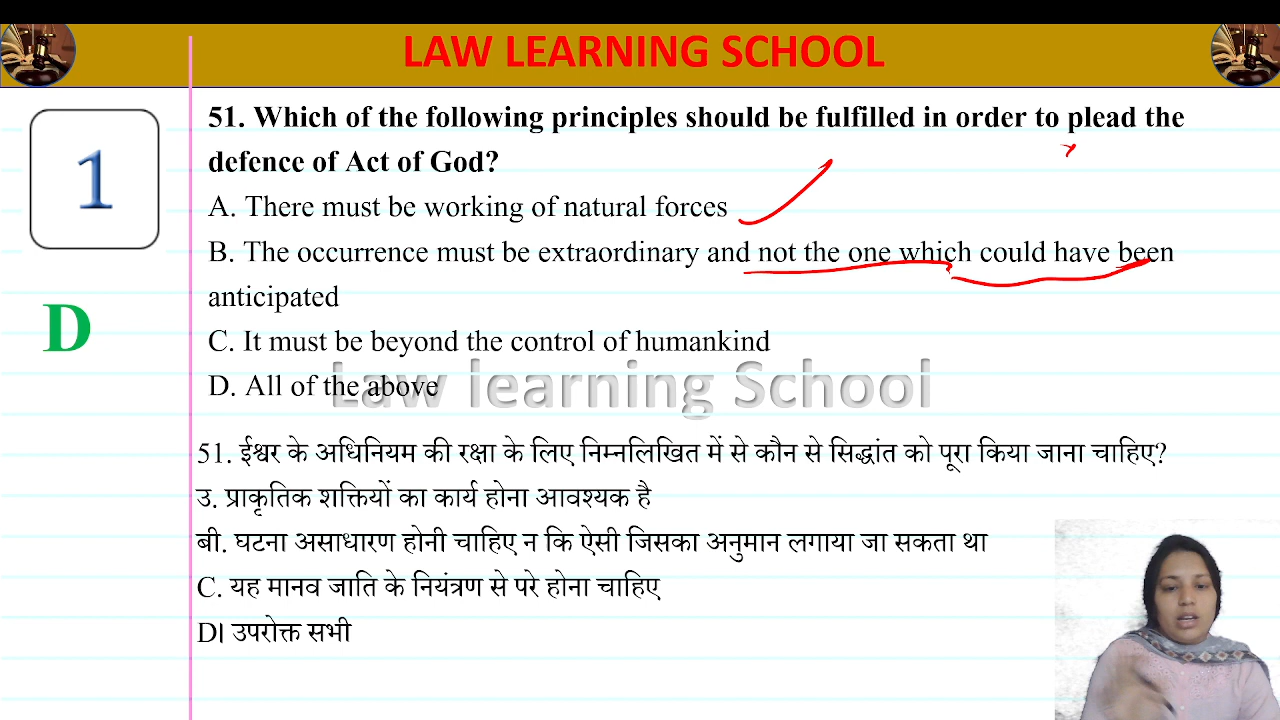 LAW LEARNING SCHOOL
1
D
51. Which of the following principles should be fulfilled in order to plead the
defence of Act of God?
A. There must be working of natural forces
B. The occurrence must be extraordinary and not the one which could have been
anticipated
C. It must be beyond the control of humankind
D. All of the above
Law learning School
51. ईश्वर के अधिनियम की रक्षा के लिए निम्नलिखित में से कौन से सिद्धांत को पूरा किया जाना चाहिए?
उ. प्राकृतिक शक्तियों का कार्य होना आवश्यक है
बी. घटना असाधारण होनी चाहिए न कि ऐसी जिसका अनुमान लगाया जा सकता था
C. यह मानव जाति के नियंत्रण से परे होना चाहिए
D। उपरोक्त सभी